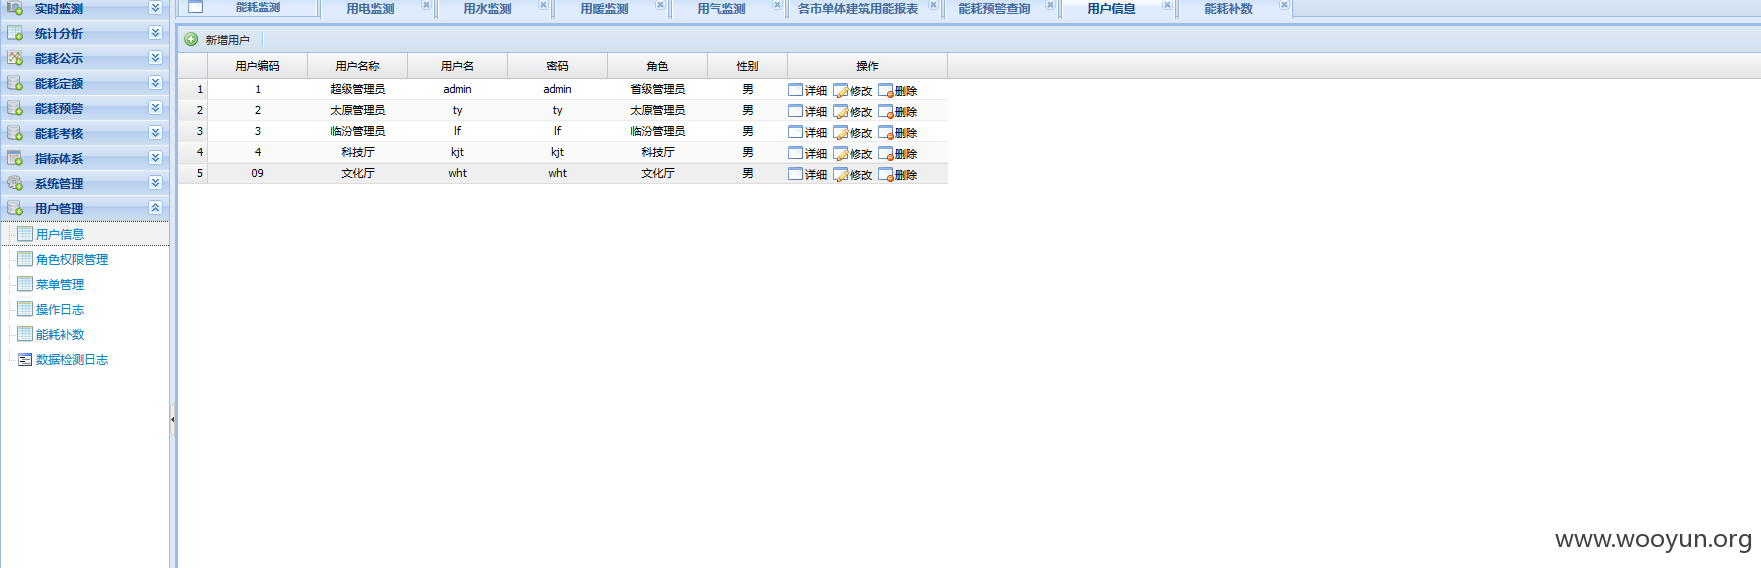 实时监测
统计分析
能耗公示
能耗定额
能耗预警
能耗考核
指标体系
系统管理
用户管理
用户信息
角色权限管理
菜单管理
操作日志
能耗补数
数据检测日志
能耗监测 用电监测 用水监测 用暖监测 用气监测 各市单体建筑用能报表 能耗预警查询 用户信息 能耗补数
新增用户
用户编码 用户名称 用户名 密码 角色 性别 操作
1 1 超级管理员 admin admin 省级管理员 男 详细 修改 删除
2 2 太原管理员 ty ty 太原管理员 男 详细 修改 删除
3 3 临汾管理员 lf lf 临汾管理员 男 详细 修改 删除
4 4 科技厅 kjt kjt 科技厅 男 详细 修改 删除
5 09 文化厅 wht wht 文化厅 男 详细 修改 删除
www.wooyun.org